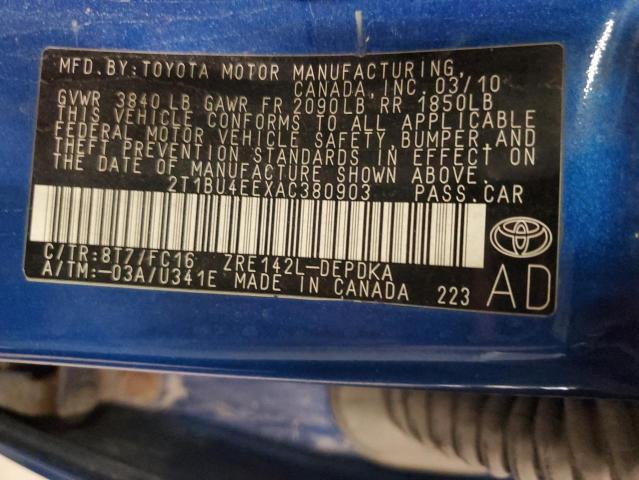 MFD. BY: TOYOTA MOTOR MANUFACTURING,
CANADA, INC. 03/10
GVWR 3840 LB GAWR FR 2090LB RR 1850LB
THIS VEHICLE CONFORMS TO ALL APPLICABLE
FEDERAL MOTOR VEHICLE SAFETY, BUMPER, AND
THEFT PREVENTION STANDARDS IN EFFECT ON
THE DATE OF MANUFACTURE SHOWN ABOVE.
2T1BU4EEXAC380903 PASS. CAR
C/TR: 8T7/FC16 ZRE142L-DEPDKA
A/TM: -03A/U341E MADE IN CANADA 223
AD